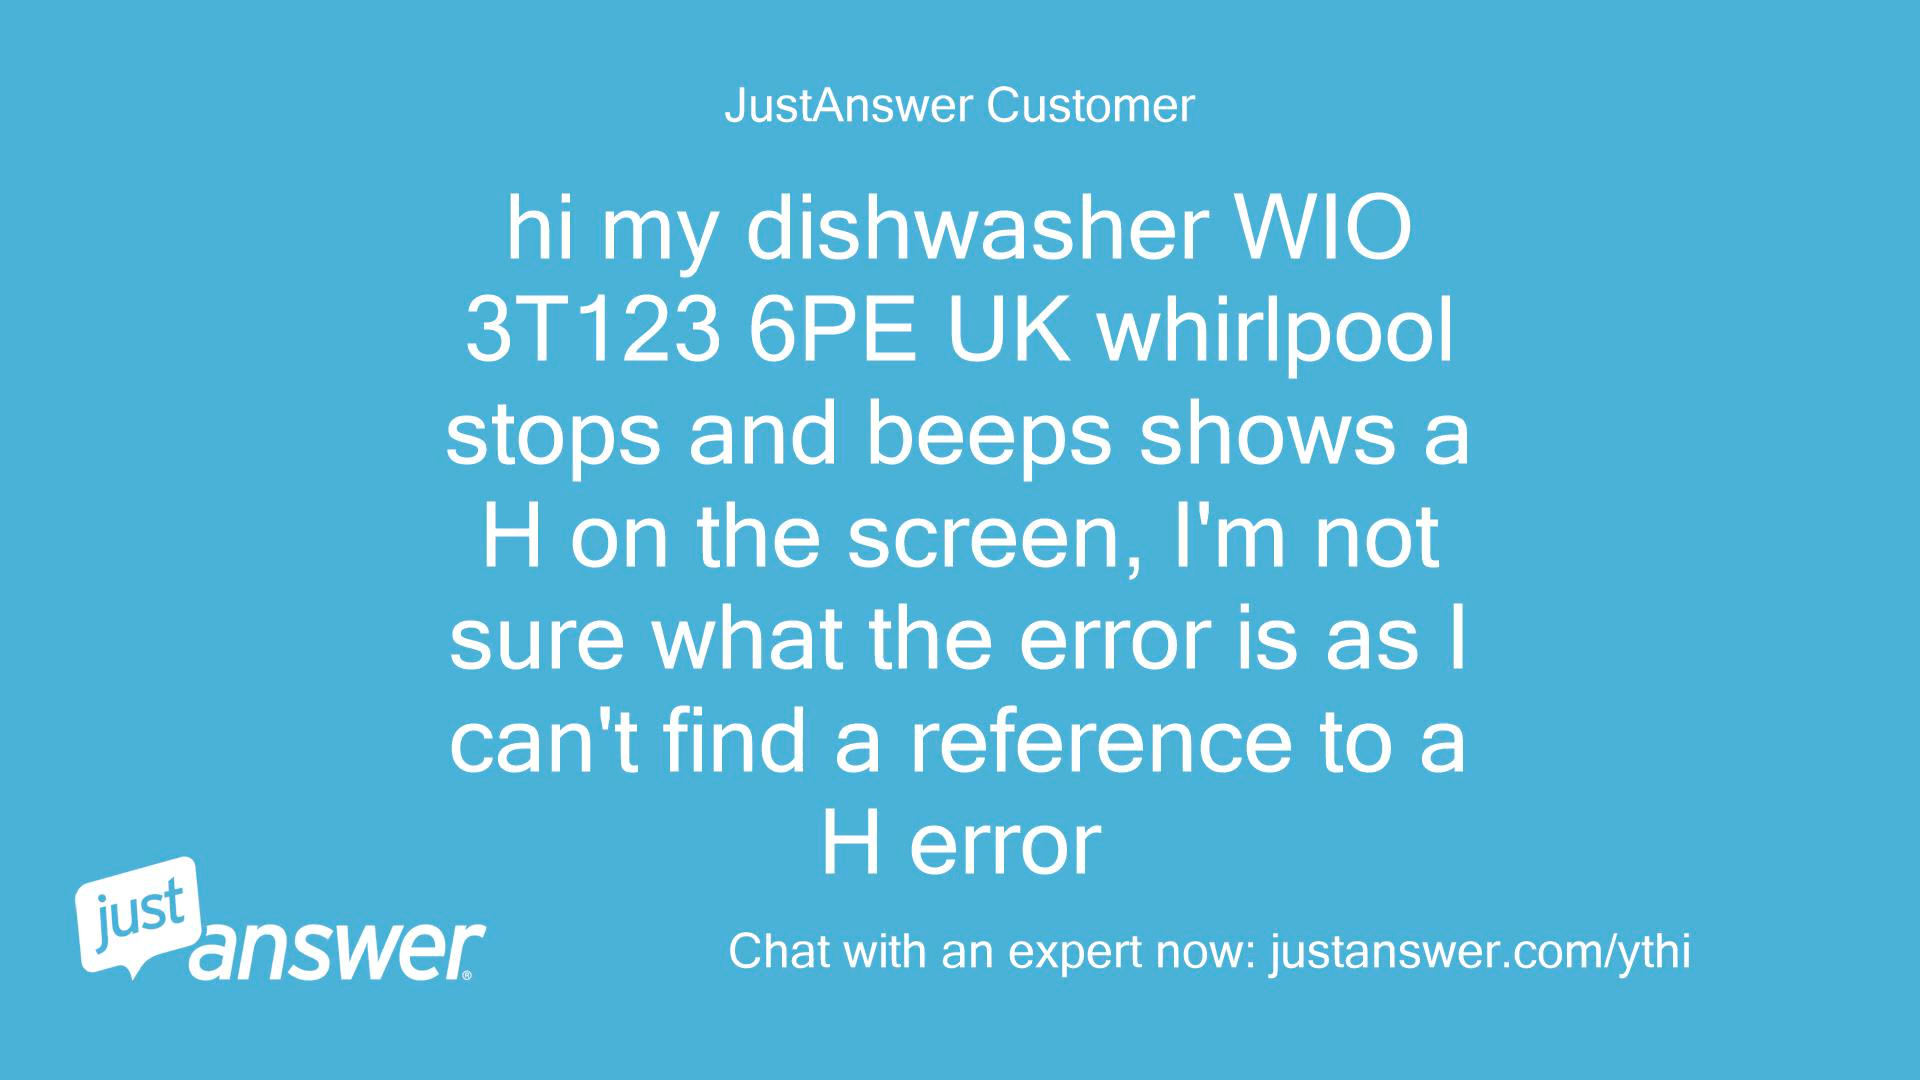 JustAnswer Customer
hi my dishwasher WIO
3T123 6PE UK whirlpool
stops and beeps shows a
H on the screen, I'm not
sure what the error is as I
can't find a reference to a
H error
just
answer®
Chat with an expert now: justanswer.com/ythi